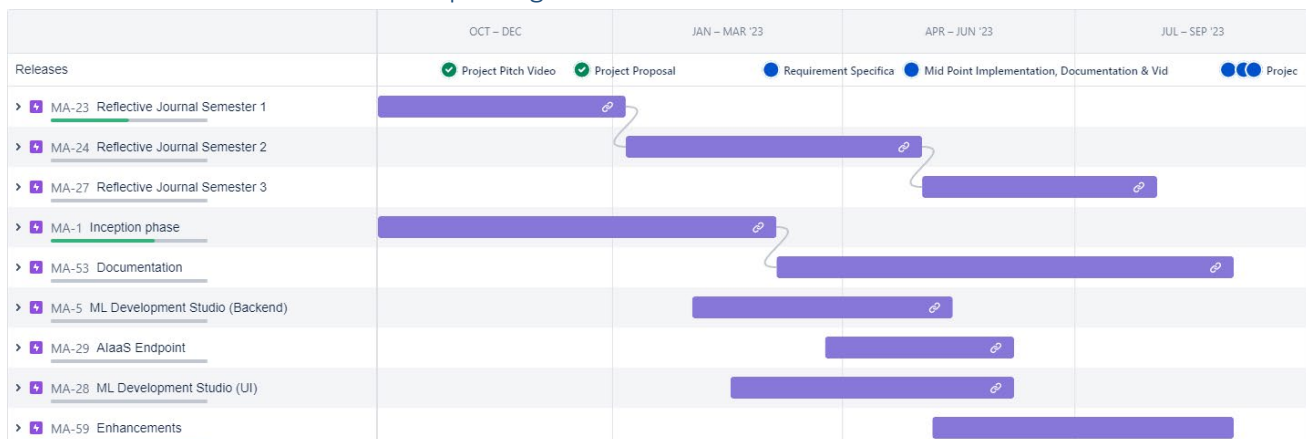 OCT – DEC JAN – MAR '23 APR – JUN '23 JUL – SEP '23
Releases Project Pitch Video Project Proposal Requirement Specifica Mid Point Implementation, Documentation & Vid Projec
MA-23 Reflective Journal Semester 1
MA-24 Reflective Journal Semester 2
MA-27 Reflective Journal Semester 3
MA-1 Inception phase
MA-53 Documentation
MA-5 ML Development Studio (Backend)
MA-29 AIaaS Endpoint
MA-28 ML Development Studio (UI)
MA-59 Enhancements